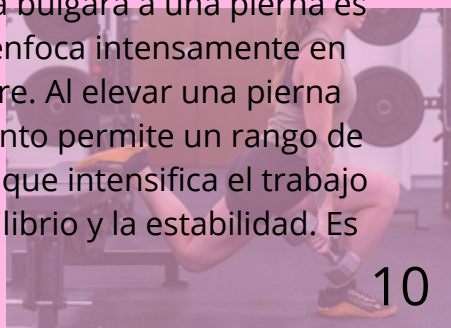 a bulgara a una pierna es
enfoca intensamente en
re. Al elevar una pierna
nto permite un rango de
que intensifica el trabajo
librio y la estabilidad. Es
10